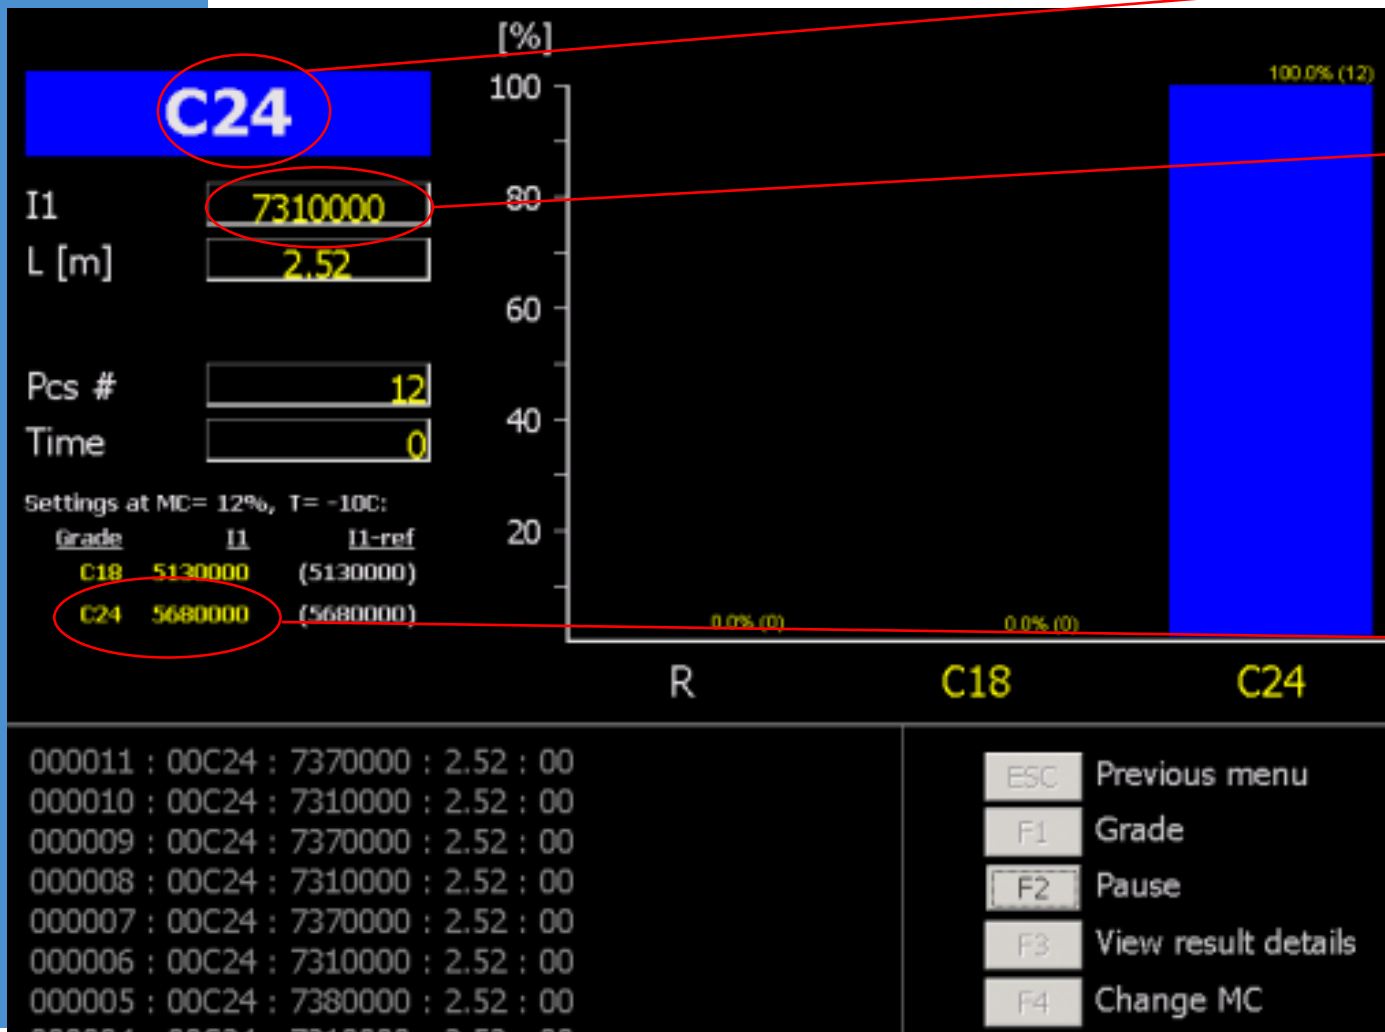 [%]
C24
100
100.0% (12)
I1 7310000
80
L [m] 2.52
60
Pcs # 12
40
Time 0
Settings at MC= 12%, T= -10C:
Grade I1 I1-ref
20
C18 5130000 (5130000)
C24 5680000 (5680000)
0.0% (0)
0.0% (0)
R C18 C24
000011 : 00C24 : 7370000 : 2.52 : 00
000010 : 00C24 : 7310000 : 2.52 : 00
000009 : 00C24 : 7370000 : 2.52 : 00
000008 : 00C24 : 7310000 : 2.52 : 00
000007 : 00C24 : 7370000 : 2.52 : 00
000006 : 00C24 : 7310000 : 2.52 : 00
000005 : 00C24 : 7380000 : 2.52 : 00
ESC Previous menu
F1 Grade
F2 Pause
F3 View result details
F4 Change MC